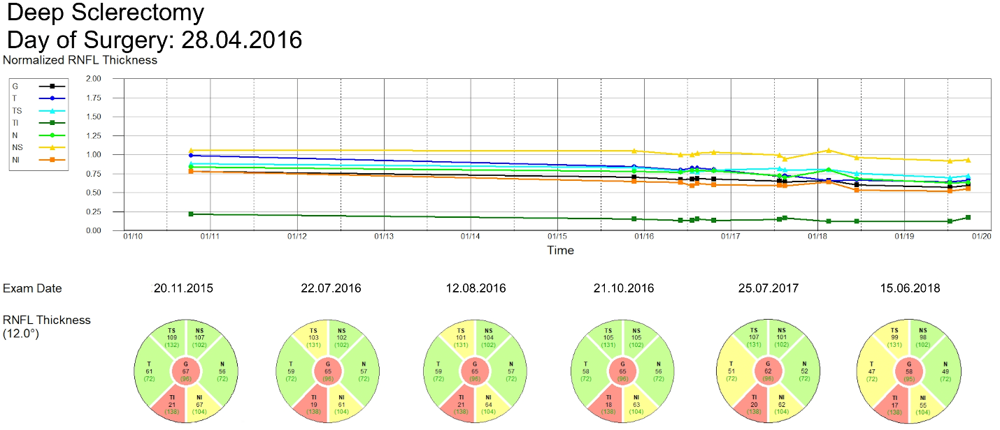 Deep Sclerectomy
Day of Surgery: 28.04.2016
Normalized RNFL Thickness
G
T
TS
TI
N
NS
NI
2.00
1.75
1.50
1.25
1.00
0.75
0.50
0.25
0.00
01/10 01/11 01/12 01/13 01/14 01/15 01/16 01/17 01/18 01/19 01/20
Time
Exam Date 20.11.2015 22.07.2016 12.08.2016 21.10.2016 25.07.2017 15.06.2018
RNFL Thickness
(12.0°)
TS NS TS NS TS NS TS NS TS NS TS NS
109 107 103 102 101 104 105 105 107 101 99 98
(132) (102) (131) (102) (131) (102) (131) (102) (131) (102) (131) (102)
T G N T G N T G N T G N T G N T G N
61 67 56 59 65 57 59 65 57 58 65 56 51 62 52 47 58 49
(72) (96) (72) (72) (96) (72) (72) (96) (72) (72) (96) (72) (72) (96) (72) (72) (95) (72)
TI NI TI NI TI NI TI NI TI NI TI NI
21 67 19 61 21 64 18 63 20 62 17 55
(138) (104) (138) (104) (138) (104) (138) (104) (138) (104) (138) (104)